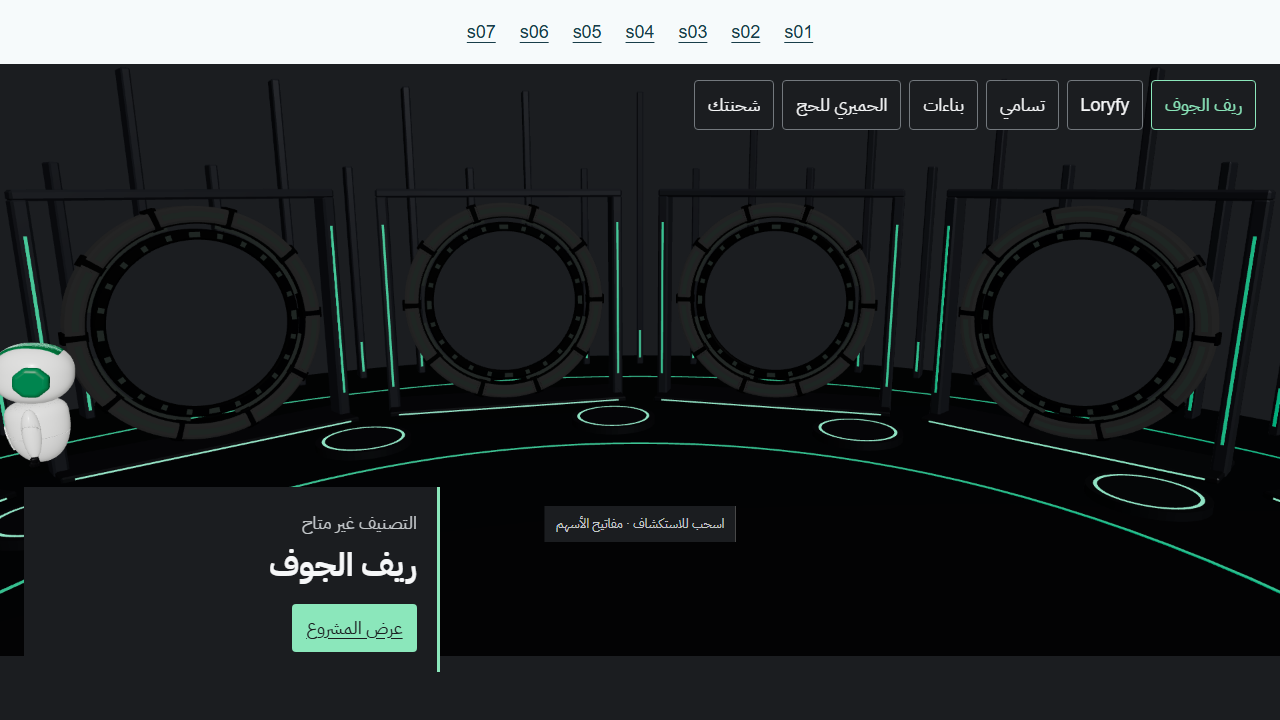 s01 s02 s03 s04 s05 s06 s07
ريف الجوف Loryfy تسامي بناءات الحميري للحج شحنتك
التصنيف غير متاح
ريف الجوف
عرض المشروع
اسحب للاستكشاف · مفاتيح الأسهم